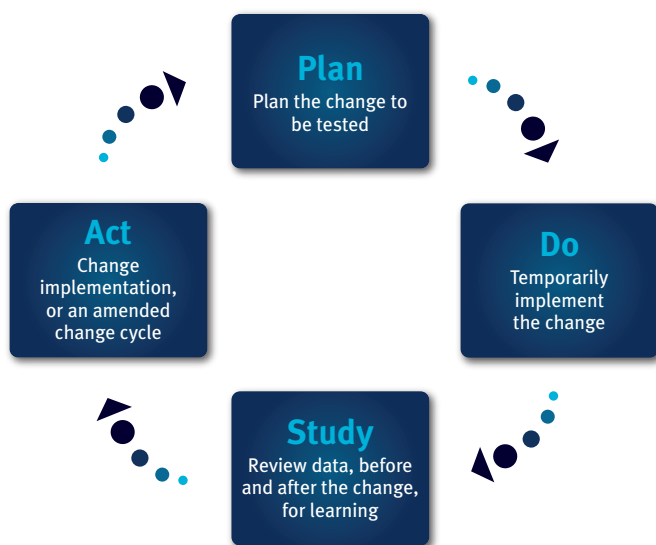 Plan
Plan the change to
be tested
Do
Temporarily
implement
the change
Study
Review data, before
and after the change,
for learning
Act
Change
implementation,
or an amended
change cycle